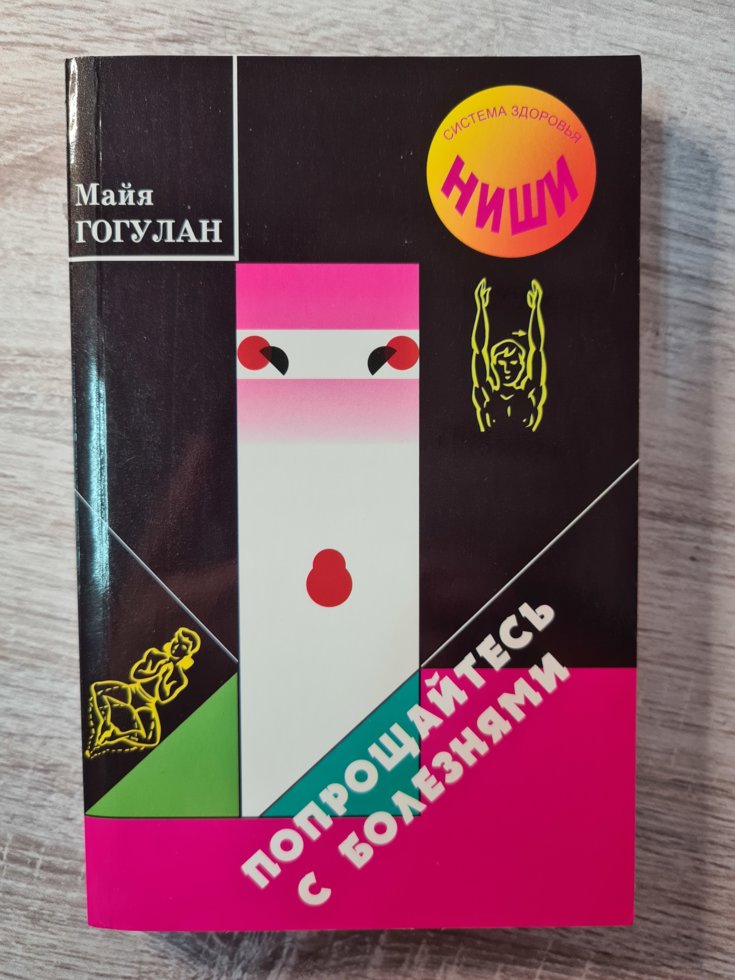 Майя
ГОГУЛАН
СИСТЕМА ЗДОРОВЬЯ
НИШИ
ПОПРОЩАЙТЕСЬ
С БОЛЕЗНЯМИ